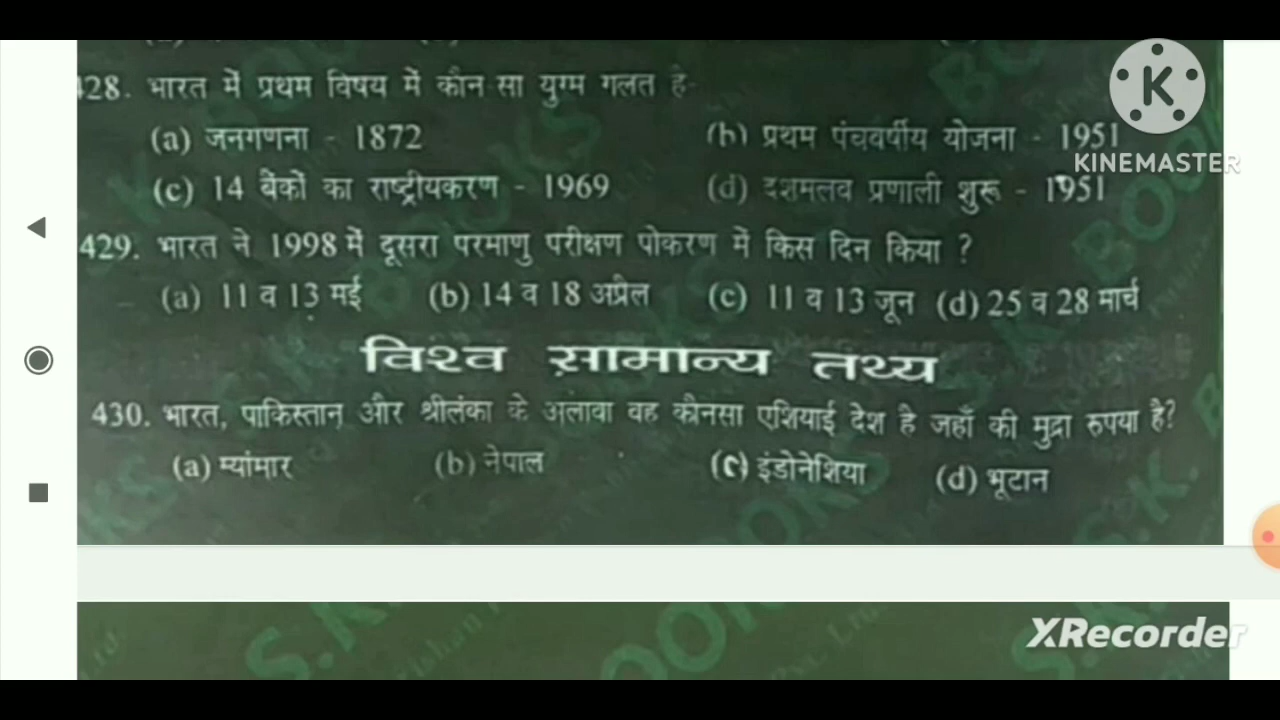 428. भारत में प्रथम विषय में कौन सा युग्म गलत है-
(a) जनगणना - 1872 (b) प्रथम पंचवर्षीय योजना - 1951
(c) 14 बैंकों का राष्ट्रीयकरण - 1969 (d) दशमलव प्रणाली शुरू - 1951
429. भारत ने 1998 में दूसरा परमाणु परीक्षण पोकरण में किस दिन किया ?
(a) 11 व 13 मई (b) 14 व 18 अप्रैल (c) 11 व 13 जून (d) 25 व 28 मार्च
विश्व सामान्य तथ्य
430. भारत, पाकिस्तान और श्रीलंका के अलावा वह कौनसा एशियाई देश है जहाँ की मुद्रा रुपया है?
(a) म्यांमार (b) नेपाल (c) इंडोनेशिया (d) भूटान
K
KINEMASTER
S.K. BOOKS
XRecorder